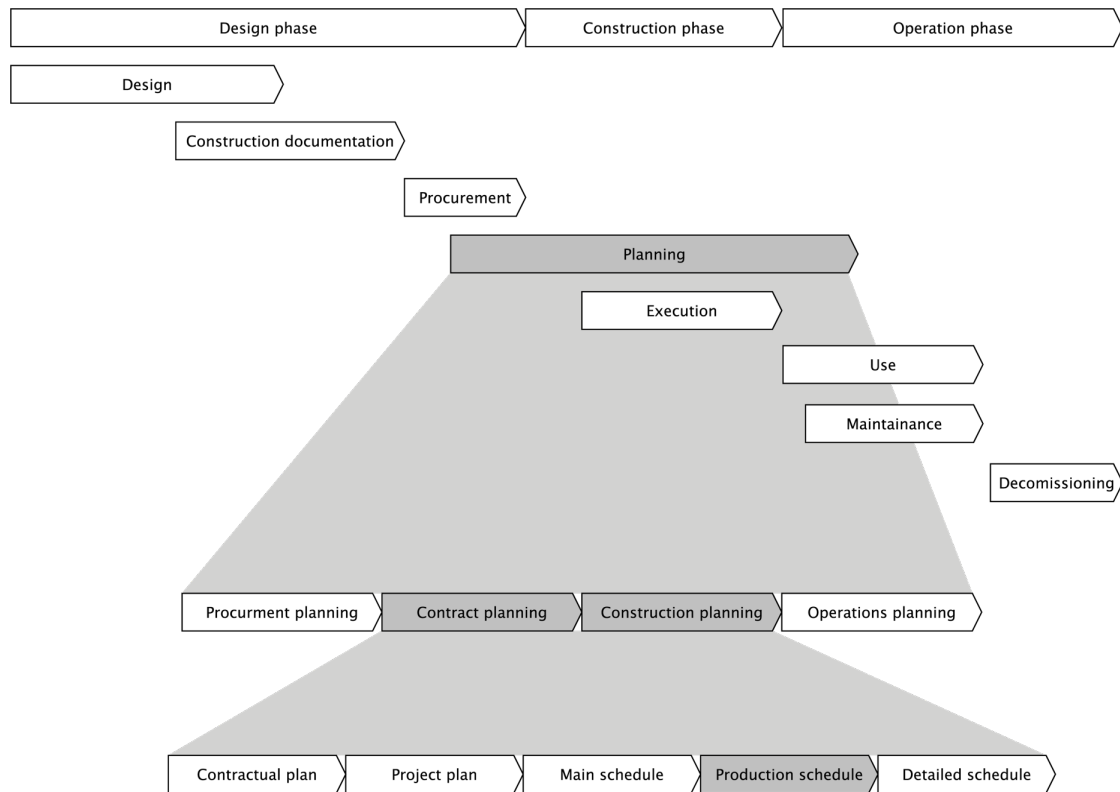 Design phase
Construction phase
Operation phase
Design
Construction documentation
Procurement
Planning
Execution
Use
Maintainance
Decomissioning
Procurment planning
Contract planning
Construction planning
Operations planning
Contractual plan
Project plan
Main schedule
Production schedule
Detailed schedule